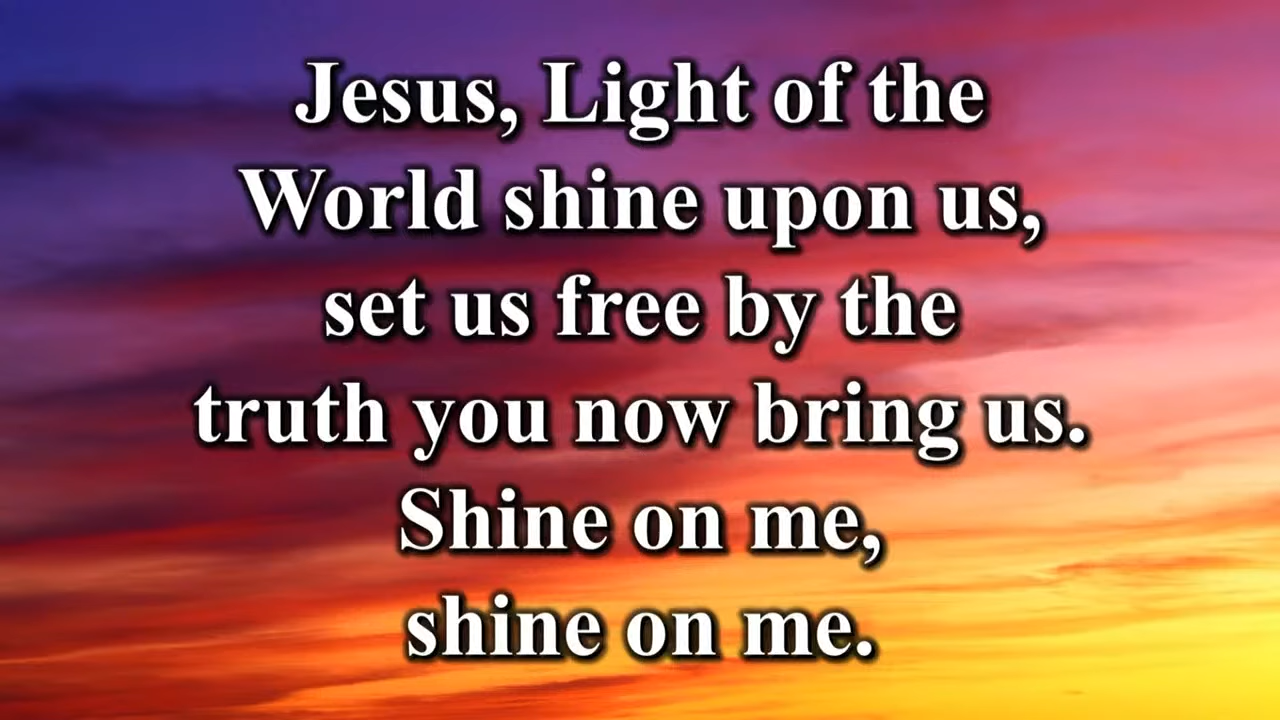 Jesus, Light of the
World shine upon us,
set us free by the
truth you now bring us.
Shine on me,
shine on me.